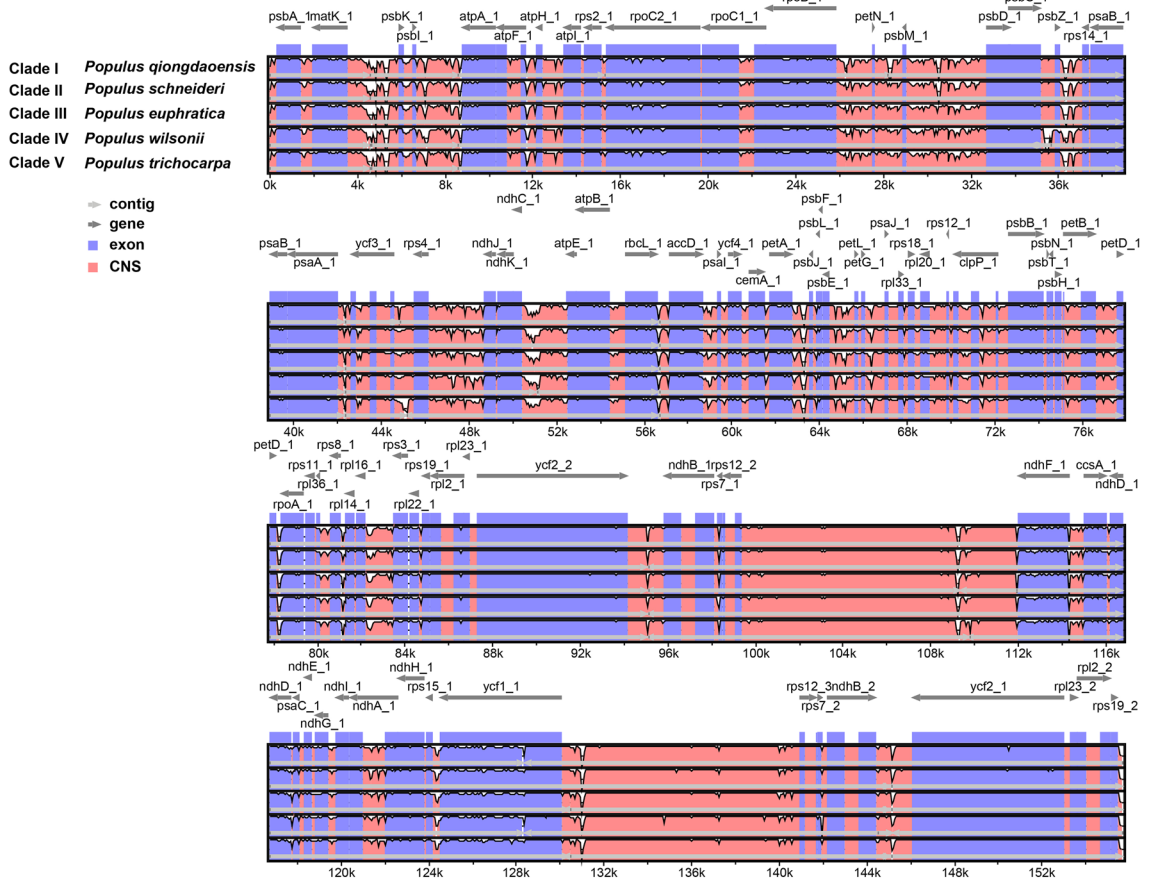 psbA_1 matK_1 psbK_1 atpA_1 atpH_1 rps2_1 rpoC2_1 rpoC1_1 petN_1 psbD_1 psbZ_1 psaB_1
psbI_1 atpF_1 atpI_1 psbM_1 rps14_1
Clade I Populus qiongdaoensis
Clade II Populus schneideri
Clade III Populus euphratica
Clade IV Populus wilsonii
Clade V Populus trichocarpa
0k 4k 8k 12k 16k 20k 24k 28k 32k 36k
contig
gene
exon
CNS
ndhC_1 atpB_1 psbF_1
psbL_1 psaJ_1 rps12_1 psbB_1 petB_1
psaB_1 ycf3_1 rps4_1 ndhJ_1 atpE_1 rbcL_1 accD_1 ycf4_1 petA_1 petL_1 rps18_1 psbN_1 petD_1
psaA_1 ndhK_1 psaI_1 psbJ_1 petG_1 rpl20_1 clpP_1 psbT_1
cemA_1 psbE_1 rpl33_1 psbH_1
40k 44k 48k 52k 56k 60k 64k 68k 72k 76k
petD_1 rps8_1 rps3_1 rpl23_1
rps11_1 rpl16_1 rps19_1 ycf2_2 ndhB_1 rps12_2 ndhF_1 ccsA_1
rpl36_1 rpl2_1 rps7_1 ndhD_1
rpoA_1 rpl14_1 rpl22_1
80k 84k 88k 92k 96k 100k 104k 108k 112k 116k
ndhE_1 ndhH_1 rpl2_2
ndhD_1 ndhI_1 rps15_1 ycf1_1 rps12_3 ndhB_2 ycf2_1 rpl23_2
psaC_1 ndhA_1 rps7_2 rps19_2
ndhG_1
120k 124k 128k 132k 136k 140k 144k 148k 152k